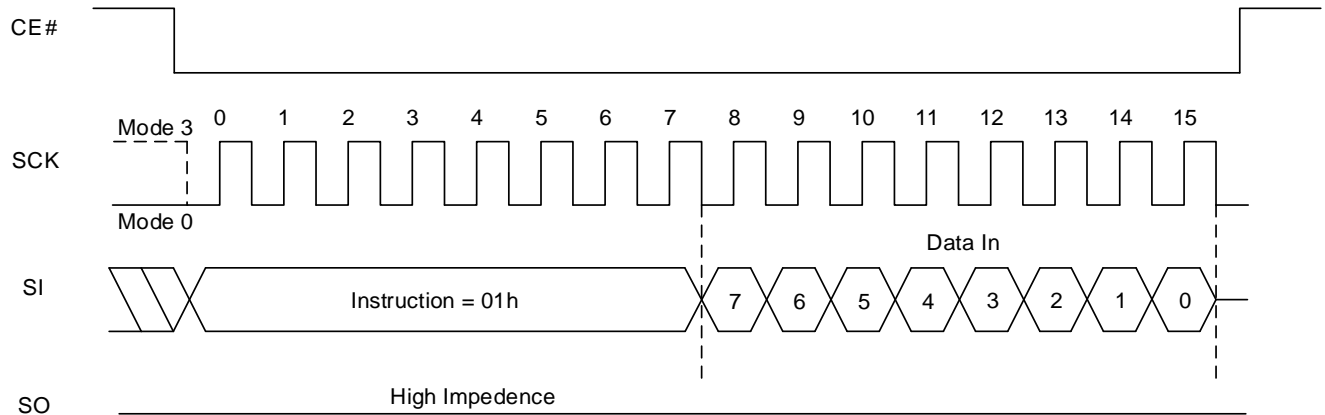 CE#
Mode 3 0 1 2 3 4 5 6 7 8 9 10 11 12 13 14 15
SCK
Mode 0
Data In
SI Instruction = 01h 7 6 5 4 3 2 1 0
High Impedence
SO